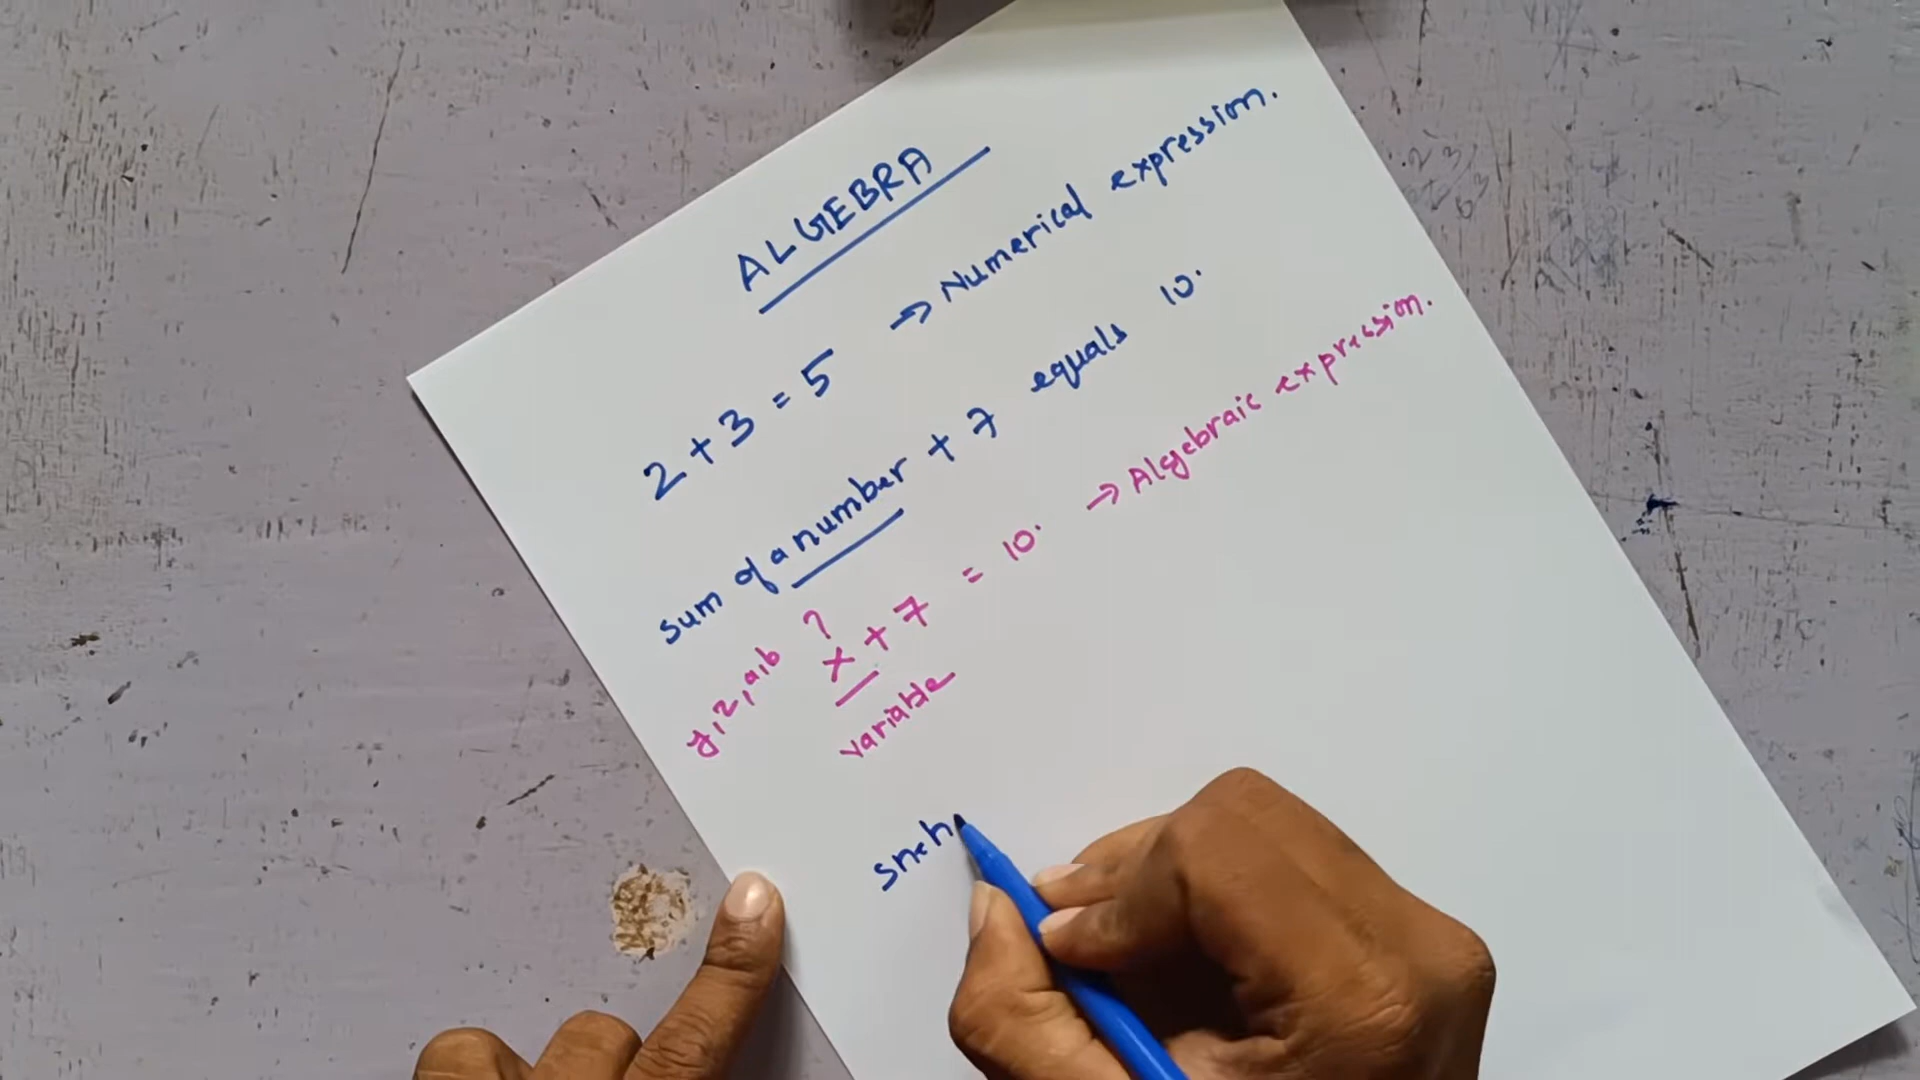 ALGEBRA
2 + 3 = 5 → Numerical expression.
sum of a number + 7 equals 10.
?
y, z, a, b x + 7 = 10. → Algebraic expression.
variable
sneh